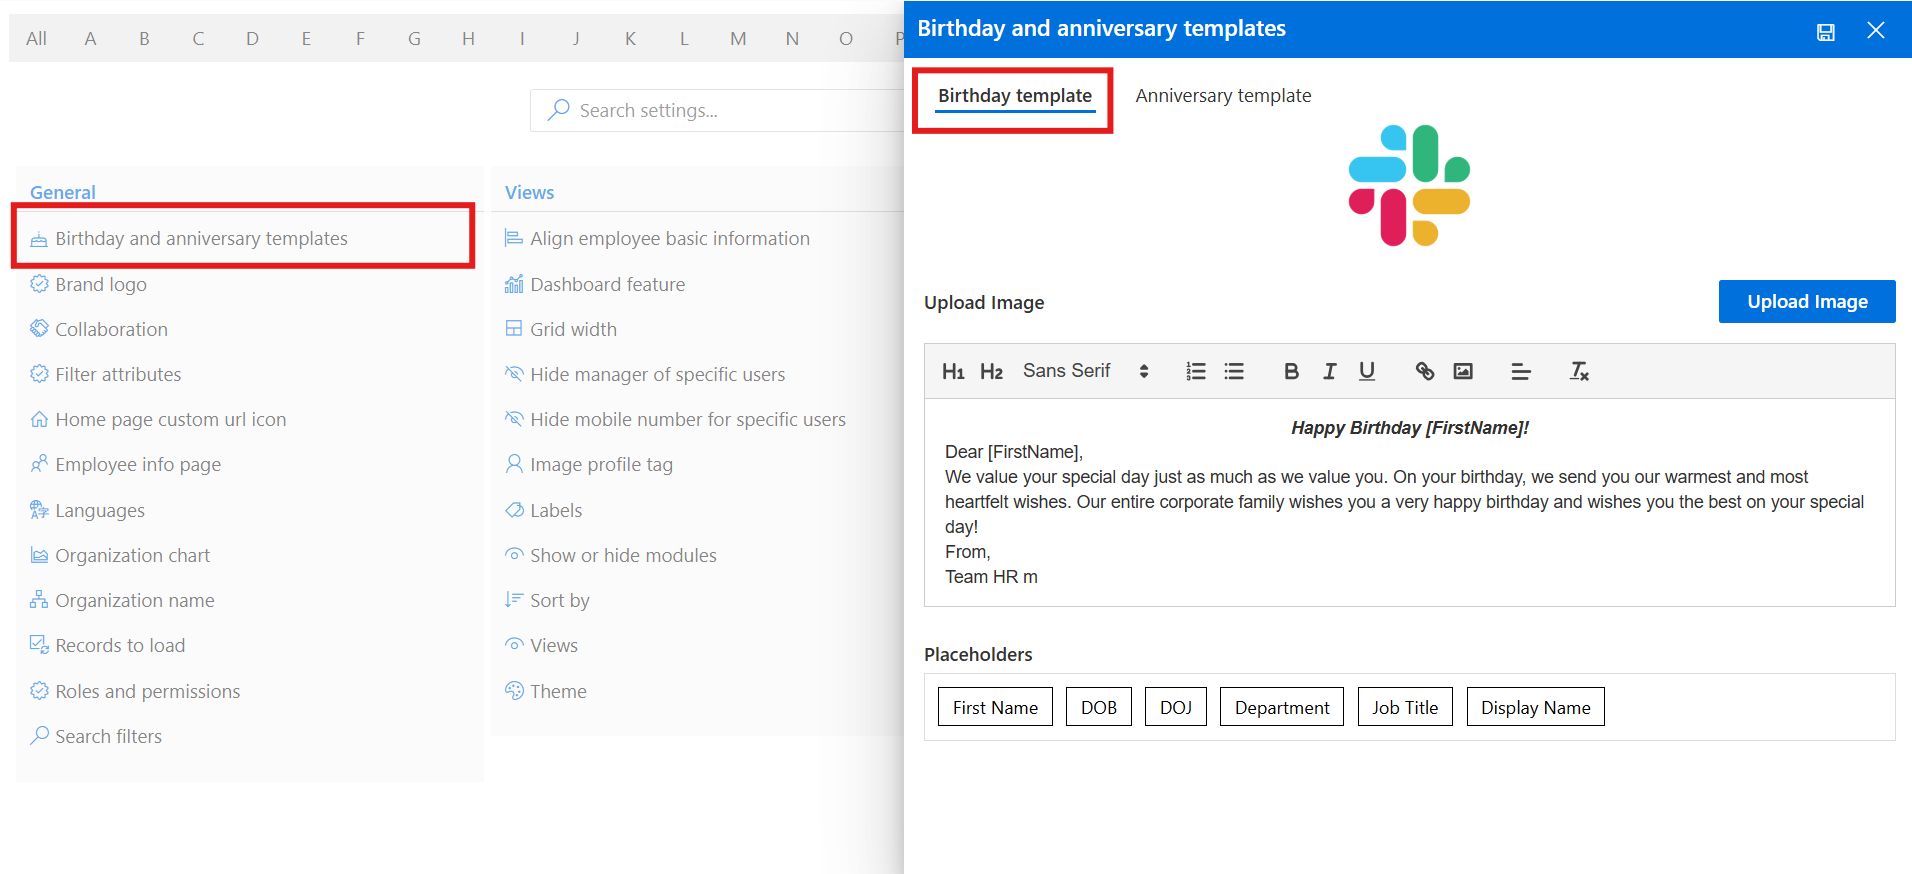 All A B C D E F G H I J K L M N O P
Search settings...
General
Birthday and anniversary templates
Brand logo
Collaboration
Filter attributes
Home page custom url icon
Employee info page
Languages
Organization chart
Organization name
Records to load
Roles and permissions
Search filters
Views
Align employee basic information
Dashboard feature
Grid width
Hide manager of specific users
Hide mobile number for specific users
Image profile tag
Labels
Show or hide modules
Sort by
Views
Theme
Birthday and anniversary templates
Birthday template Anniversary template
Upload Image Upload Image
H1 H2 Sans Serif B I U
Happy Birthday [FirstName]!
Dear [FirstName],
We value your special day just as much as we value you. On your birthday, we send you our warmest and most
heartfelt wishes. Our entire corporate family wishes you a very happy birthday and wishes you the best on your special
day!
From,
Team HR m
Placeholders
First Name DOB DOJ Department Job Title Display Name